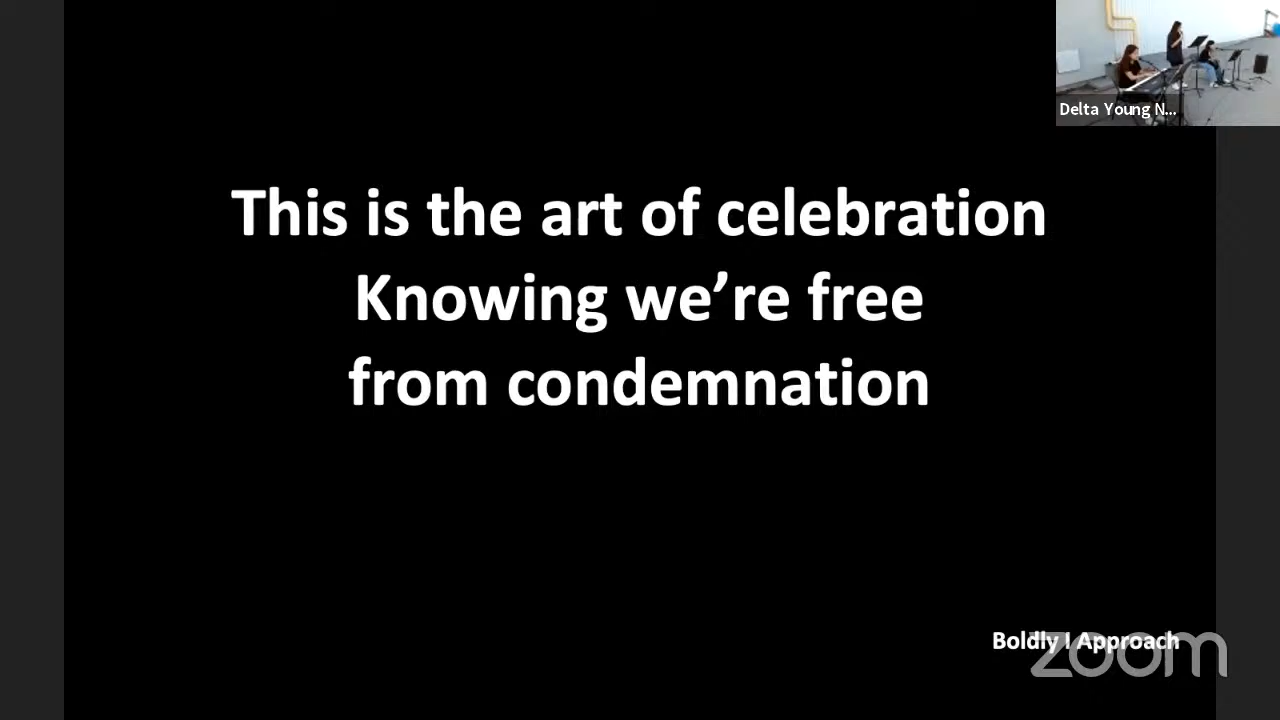 Delta Young N...
This is the art of celebration
Knowing we’re free
from condemnation
Boldly I Approach
zoom